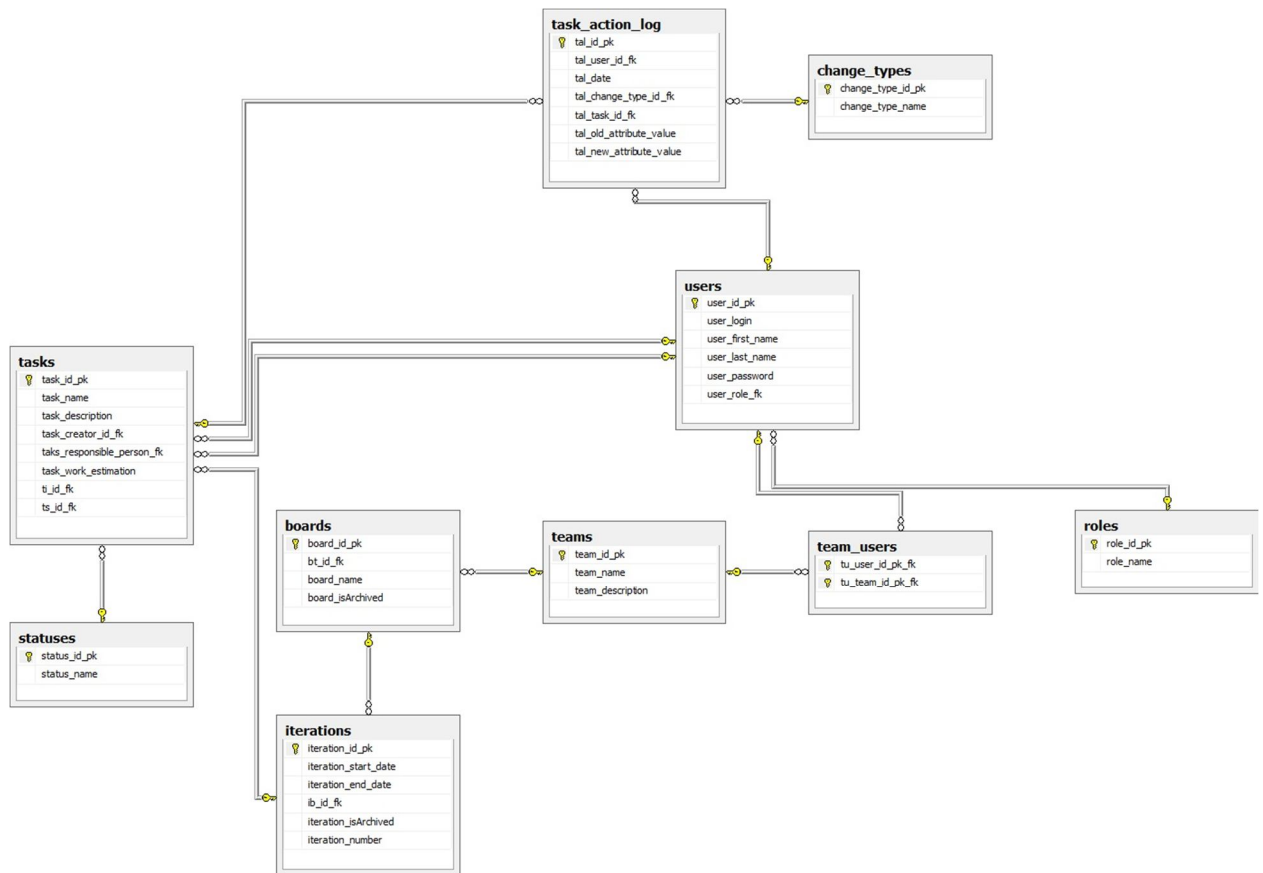 task_action_log
tal_id_pk
tal_user_id_fk
tal_date
tal_change_type_id_fk
tal_task_id_fk
tal_old_attribute_value
tal_new_attribute_value
change_types
change_type_id_pk
change_type_name
users
user_id_pk
user_login
user_first_name
user_last_name
user_password
user_role_fk
tasks
task_id_pk
task_name
task_description
task_creator_id_fk
taks_responsible_person_fk
task_work_estimation
ti_id_fk
ts_id_fk
boards
board_id_pk
bt_id_fk
board_name
board_isArchived
teams
team_id_pk
team_name
team_description
team_users
tu_user_id_pk_fk
tu_team_id_pk_fk
roles
role_id_pk
role_name
statuses
status_id_pk
status_name
iterations
iteration_id_pk
iteration_start_date
iteration_end_date
ib_id_fk
iteration_isArchived
iteration_number